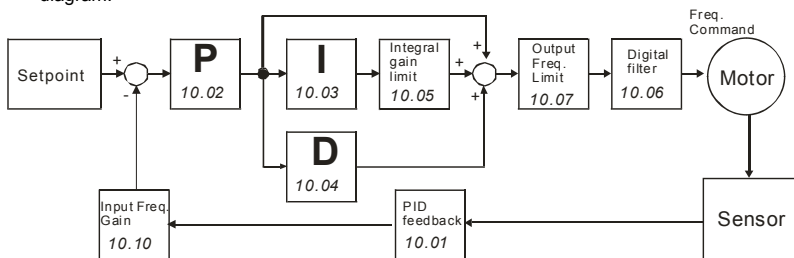 diagram.
Setpoint
+
-
P
10.02
I
10.03
Integral
gain
limit
10.05
D
10.04
+
+
+
Output
Freq.
Limit
10.07
Digital
filter
10.06
Freq.
Command
Motor
Input Freq.
Gain
10.10
PID
feedback
10.01
Sensor